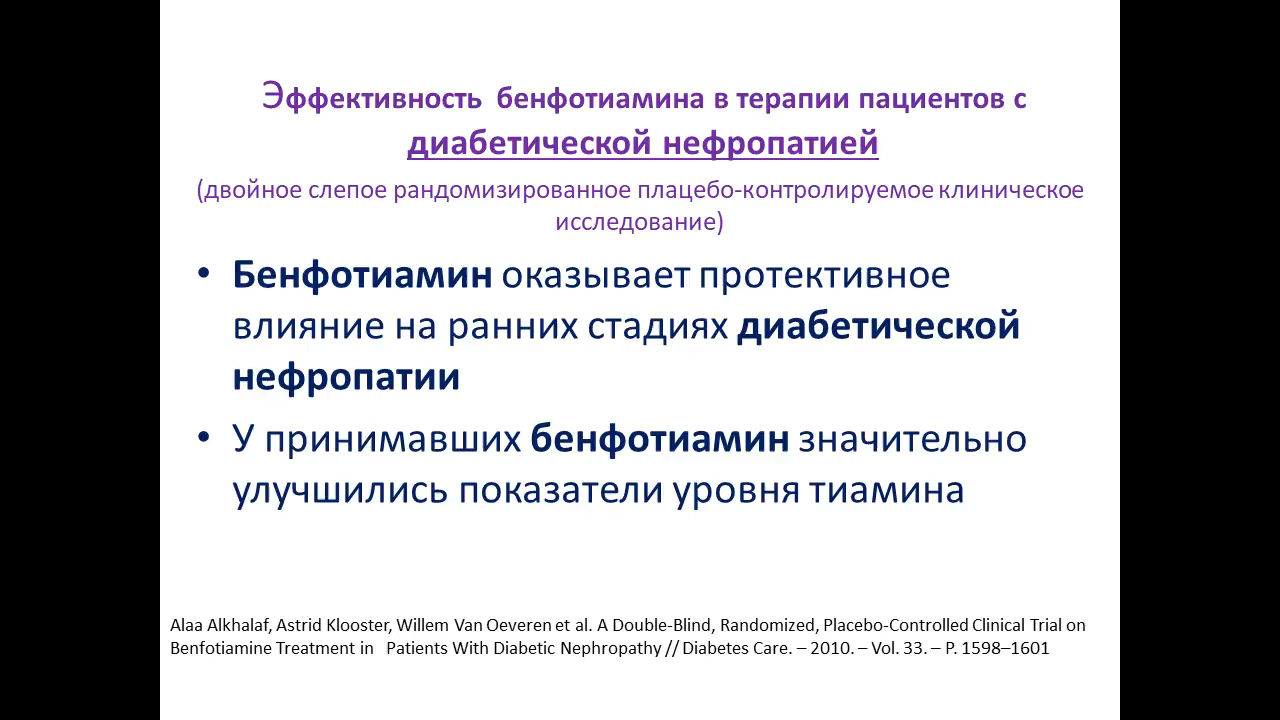 Эффективность бенфотиамина в терапии пациентов с
диабетической нефропатией
(двойное слепое рандомизированное плацебо-контролируемое клиническое
исследование)
• Бенфотиамин оказывает протективное
влияние на ранних стадиях диабетической
нефропатии
• У принимавших бенфотиамин значительно
улучшились показатели уровня тиамина
Alaa Alkhalaf, Astrid Klooster, Willem Van Oeveren et al. A Double-Blind, Randomized, Placebo-Controlled Clinical Trial on
Benfotiamine Treatment in Patients With Diabetic Nephropathy // Diabetes Care. – 2010. – Vol. 33. – P. 1598–1601